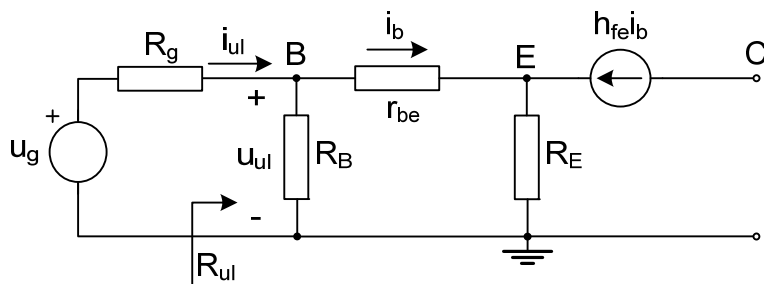 R_g
i_ul
B
i_b
E
h_fe i_b
C
+
+
r_be
u_g
u_ul
R_B
R_E
-
R_ul